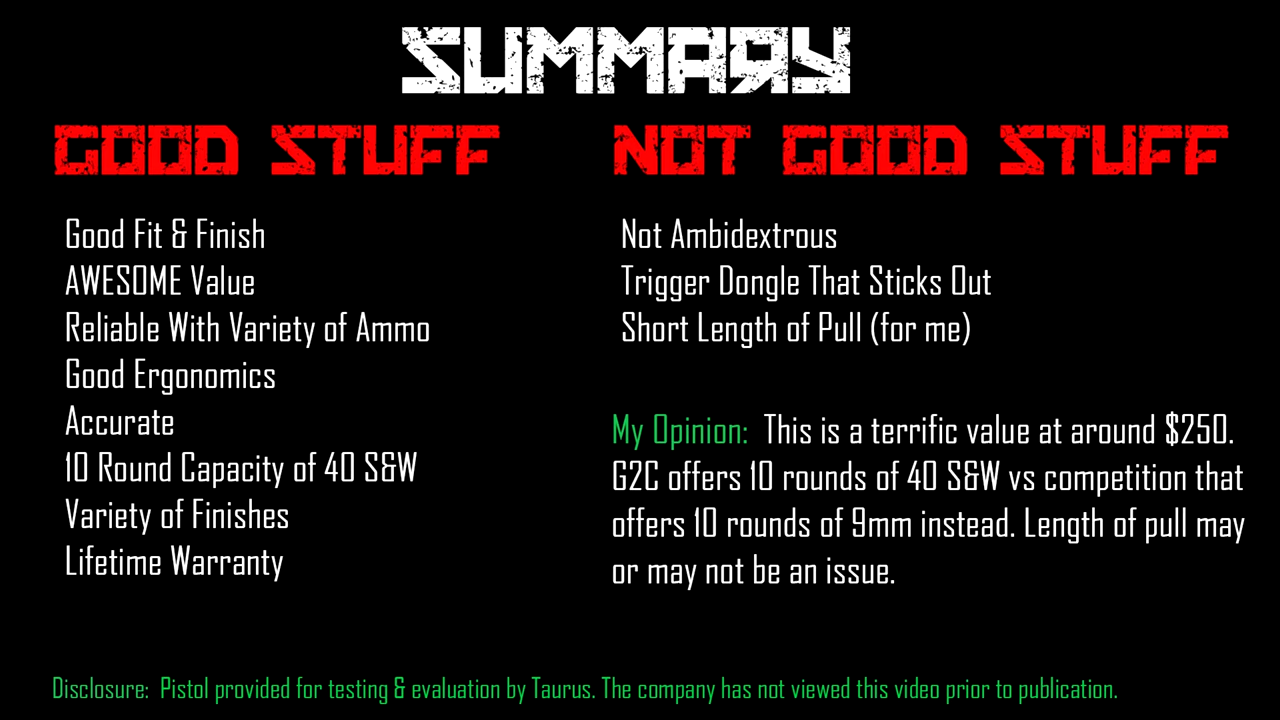 SUMMARY
GOOD STUFF
Good Fit & Finish
AWESOME Value
Reliable With Variety of Ammo
Good Ergonomics
Accurate
10 Round Capacity of 40 S&W
Variety of Finishes
Lifetime Warranty
NOT GOOD STUFF
Not Ambidextrous
Trigger Dongle That Sticks Out
Short Length of Pull (for me)
My Opinion: This is a terrific value at around $250.
G2C offers 10 rounds of 40 S&W vs competition that
offers 10 rounds of 9mm instead. Length of pull may
or may not be an issue.
Disclosure: Pistol provided for testing & evaluation by Taurus. The company has not viewed this video prior to publication.